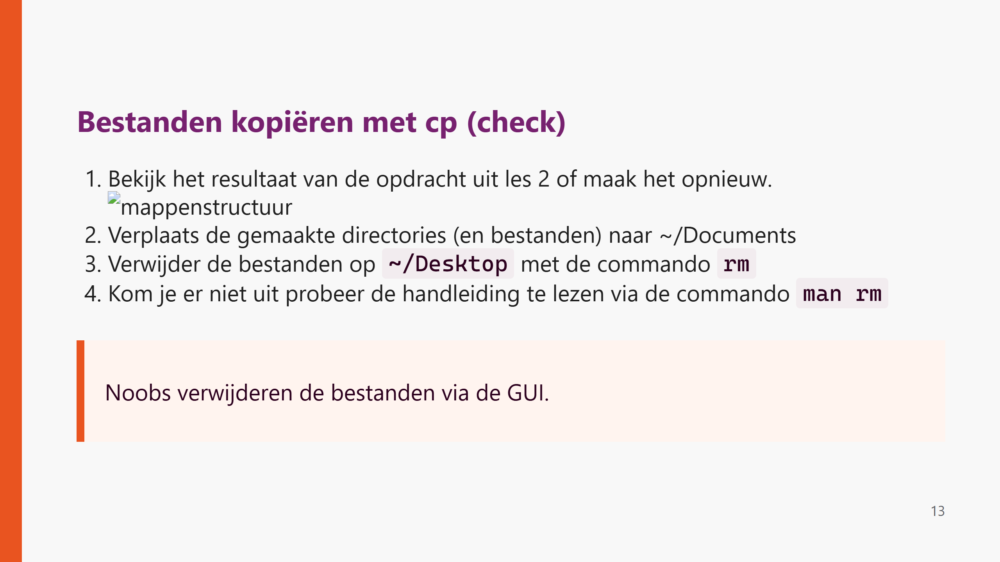 Bestanden kopiëren met cp (check)
1. Bekijk het resultaat van de opdracht uit les 2 of maak het opnieuw.
mappenstructuur
2. Verplaats de gemaakte directories (en bestanden) naar ~/Documents
3. Verwijder de bestanden op ~/Desktop met de commando rm
4. Kom je er niet uit probeer de handleiding te lezen via de commando man rm
Noobs verwijderen de bestanden via de GUI.
13